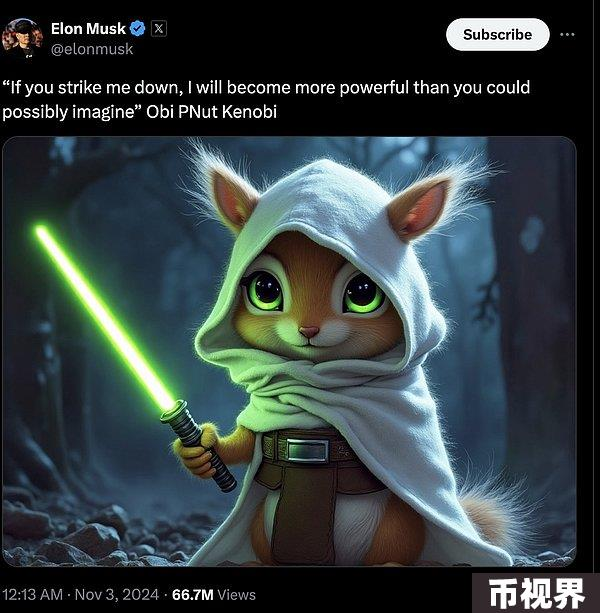 Elon Musk
Subscribe
@elonmusk
“If you strike me down, I will become more powerful than you could
possibly imagine” Obi PNut Kenobi
12:13 AM · Nov 3, 2024 · 66.7M Views
币视界